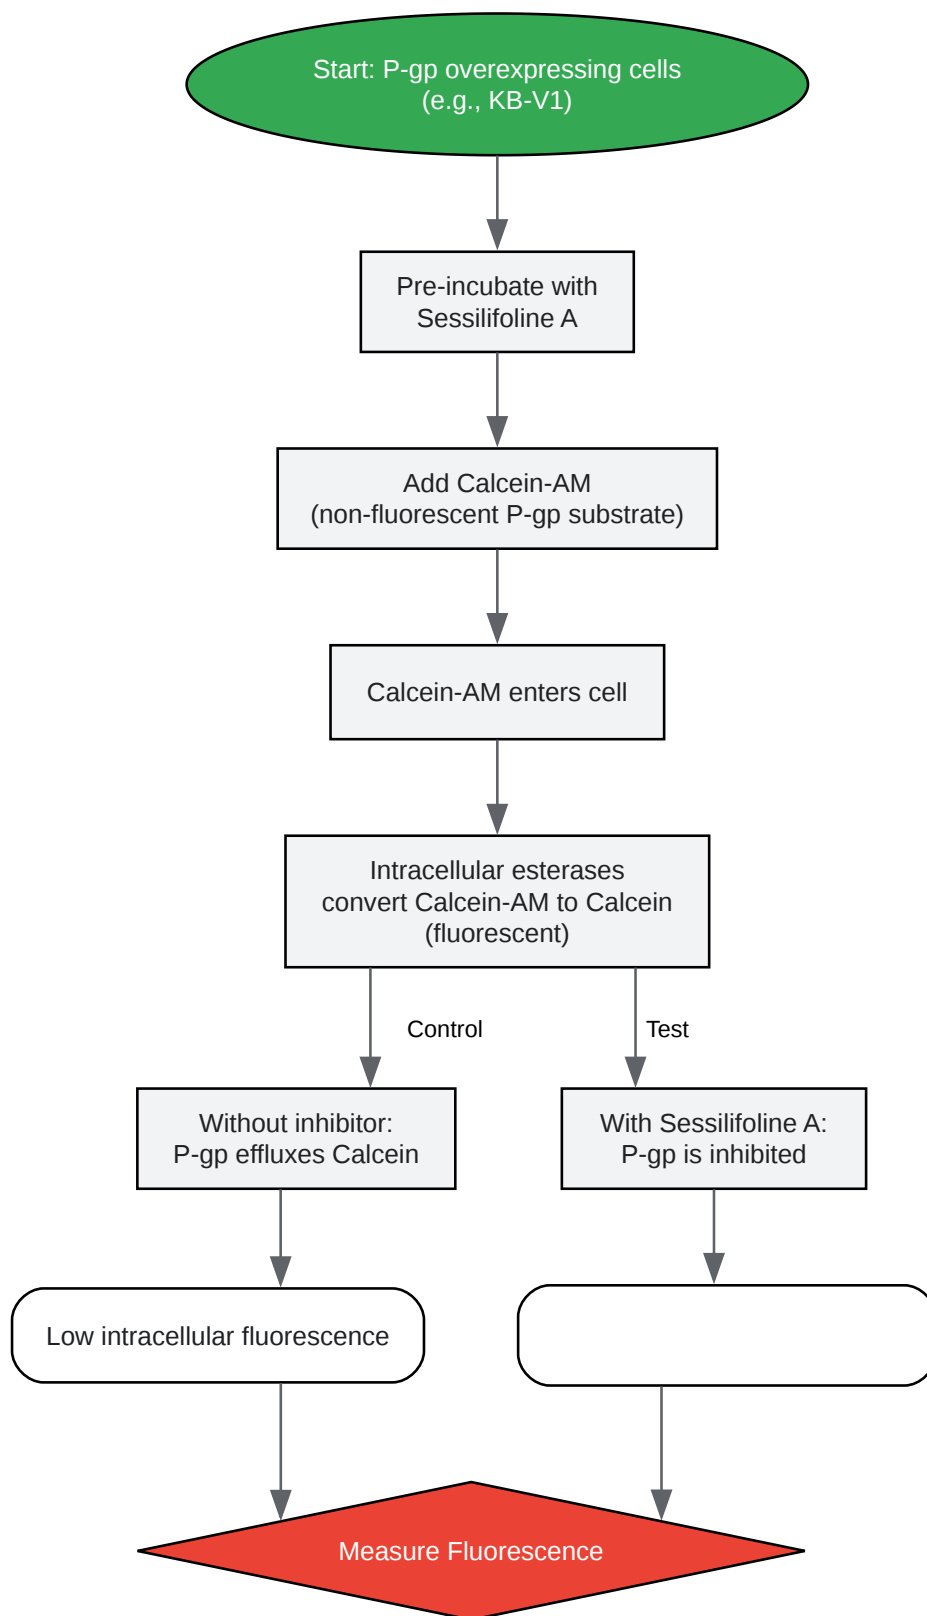 Start: P-gp overexpressing cells
(e.g., KB-V1)
Pre-incubate with
Sessilifoline A
Add Calcein-AM
(non-fluorescent P-gp substrate)
Calcein-AM enters cell
Intracellular esterases
convert Calcein-AM to Calcein
(fluorescent)
Control
Test
Without inhibitor:
P-gp effluxes Calcein
With Sessilifoline A:
P-gp is inhibited
Low intracellular fluorescence
Measure Fluorescence